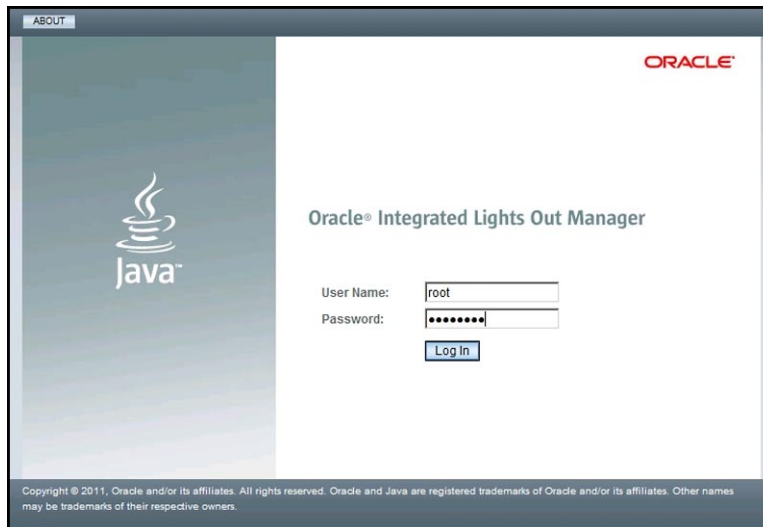 ABOUT
ORACLE®
Java™
Oracle® Integrated Lights Out Manager
User Name: root
Password: ••••••••
Log In
Copyright © 2011, Oracle and/or its affiliates. All rights reserved. Oracle and Java are registered trademarks of Oracle and/or its affiliates. Other names
may be trademarks of their respective owners.